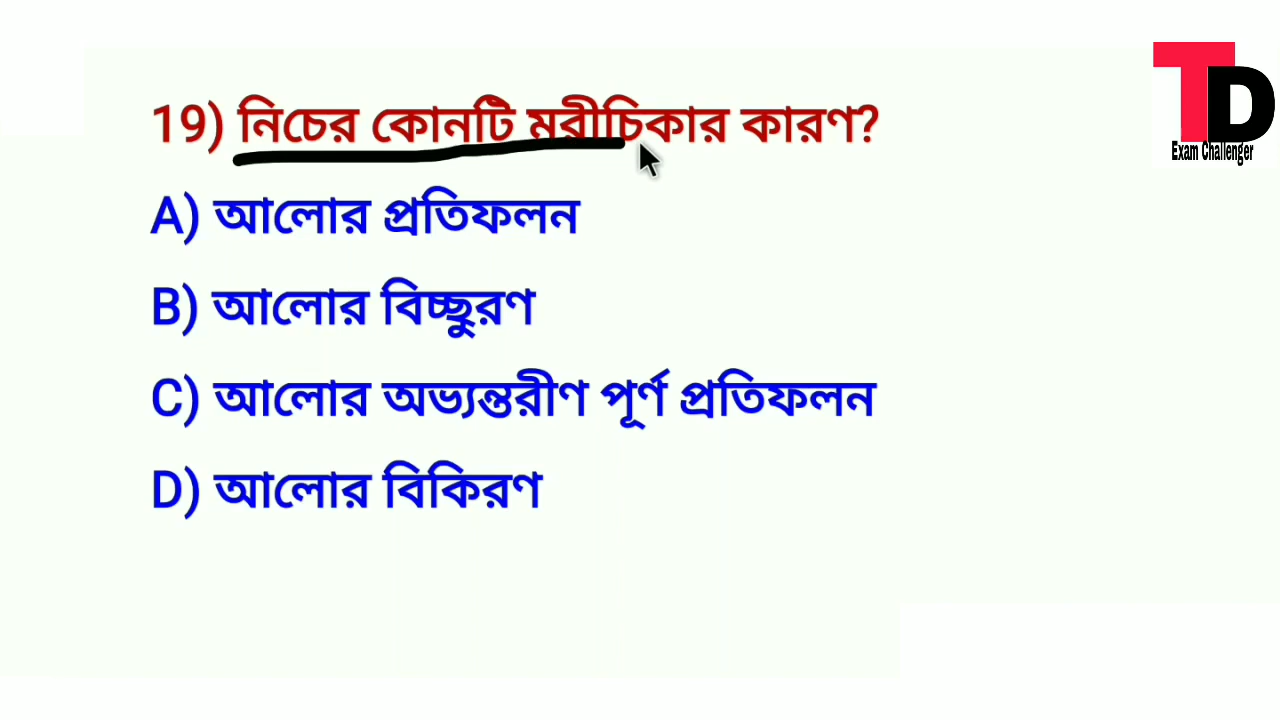 19) নিচের কোনটি মরীচিকার কারণ?
A) আলোর প্রতিফলন
B) আলোর বিচ্ছুরণ
C) আলোর অভ্যন্তরীণ পূর্ণ প্রতিফলন
D) আলোর বিকিরণ
TD
Exam Challenger